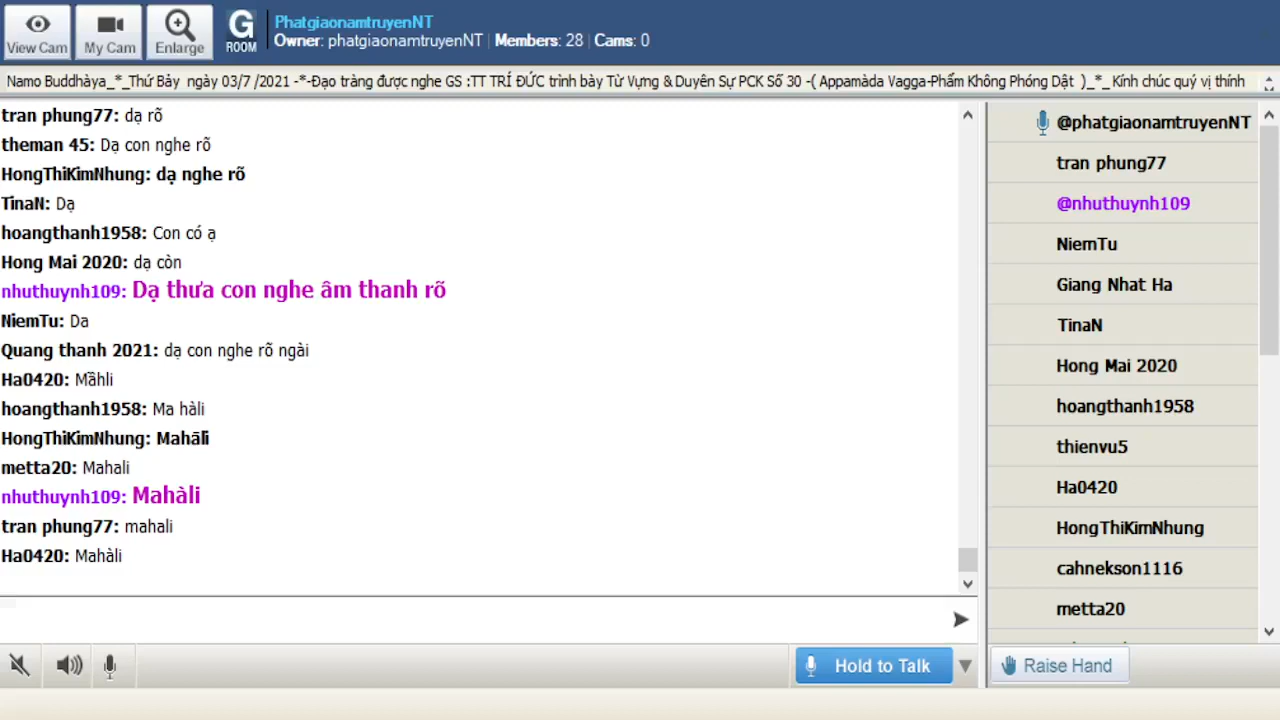 View Cam
My Cam
Enlarge
G
ROOM
PhatgiaonamtruyenNT
Owner: phatgiaonamtruyenNT | Members: 28 | Cams: 0
Namo Buddhàya_*_Thứ Bảy ngày 03/7 /2021 -*-Đạo tràng được nghe GS :TT TRÍ ĐỨC trình bày Từ Vựng & Duyên Sự PCK Số 30 -( Appamàda Vagga-Phẩm Không Phóng Dật )_*_ Kính chúc quý vị thính
tran phung77: dạ rõ
theman 45: Dạ con nghe rõ
HongThiKimNhung: dạ nghe rõ
TinaN: Dạ
hoangthanh1958: Con có ạ
Hong Mai 2020: dạ còn
nhuthuynh109: Dạ thưa con nghe âm thanh rõ
NiemTu: Da
Quang thanh 2021: dạ con nghe rõ ngài
Ha0420: Mầhli
hoangthanh1958: Ma hàli
HongThiKimNhung: Mahāli
metta20: Mahali
nhuthuynh109: Mahàli
tran phung77: mahali
Ha0420: Mahàli
@phatgiaonamtruyenNT
tran phung77
@nhuthuynh109
NiemTu
Giang Nhat Ha
TinaN
Hong Mai 2020
hoangthanh1958
thienvu5
Ha0420
HongThiKimNhung
cahnekson1116
metta20
Hold to Talk
Raise Hand